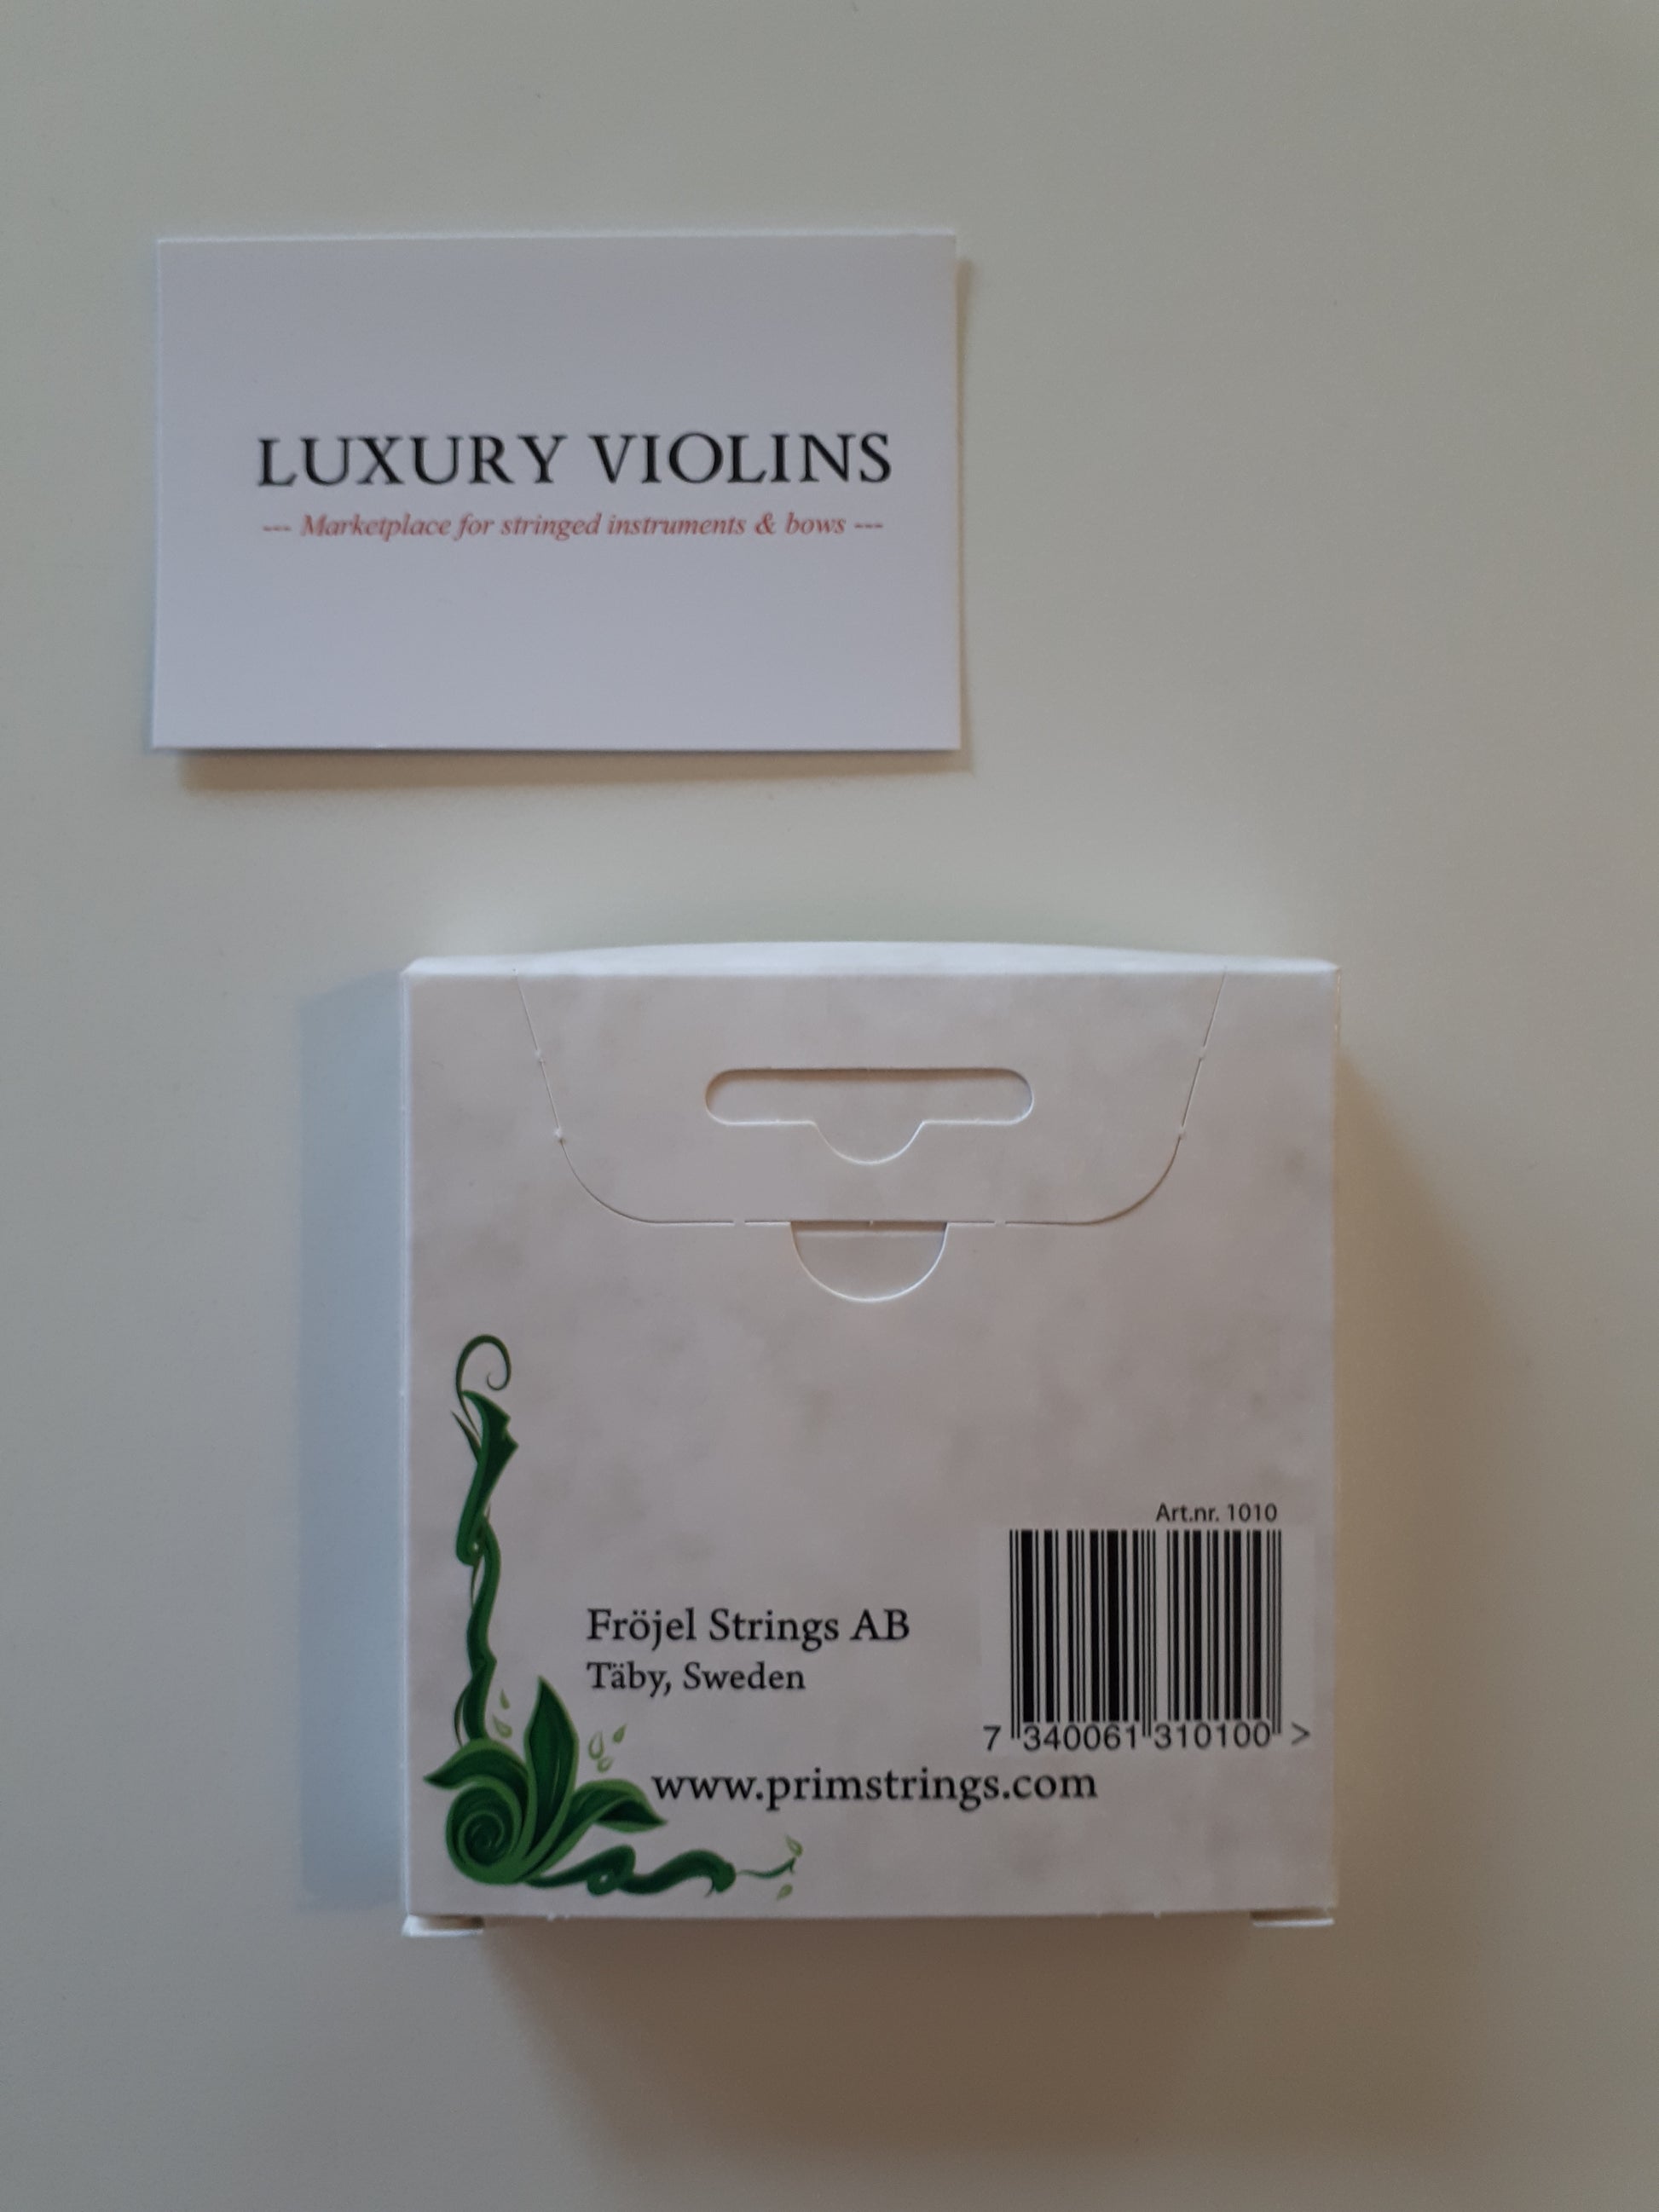 LUXURY VIOLINS
--- Marketplace for stringed instruments & bows ---
Art.nr. 1010
Fröjel Strings AB
Täby, Sweden
7 340061 310100 >
www.primstrings.com